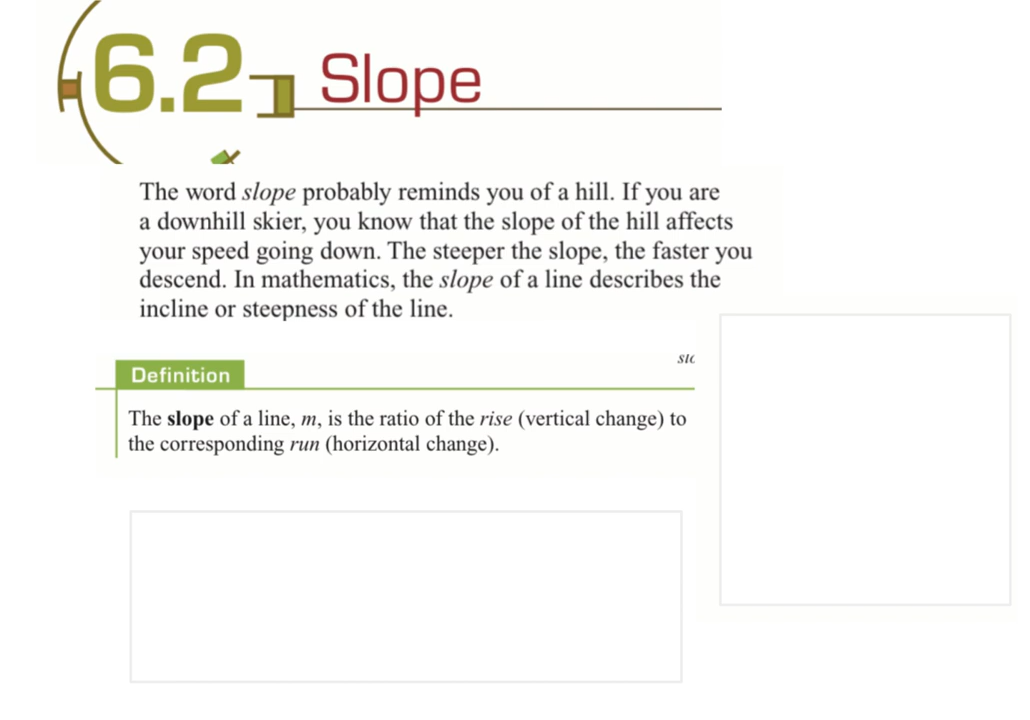 6.2 Slope
The word slope probably reminds you of a hill. If you are
a downhill skier, you know that the slope of the hill affects
your speed going down. The steeper the slope, the faster you
descend. In mathematics, the slope of a line describes the
incline or steepness of the line.
Definition
The slope of a line, m, is the ratio of the rise (vertical change) to
the corresponding run (horizontal change).